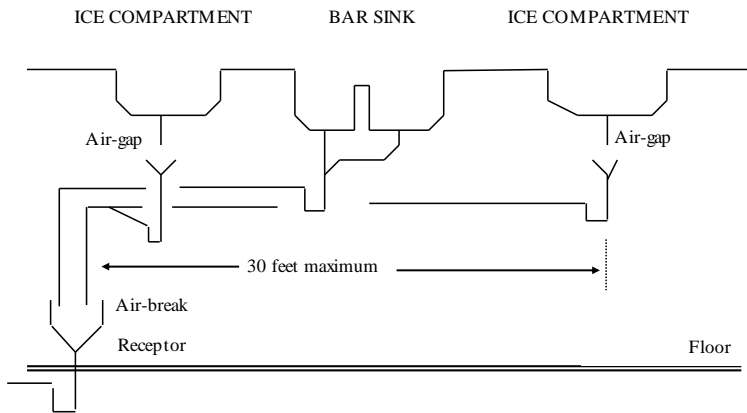 ICE COMPARTMENT BAR SINK ICE COMPARTMENT
Air-gap Air-gap
30 feet maximum
Air-break
Receptor Floor